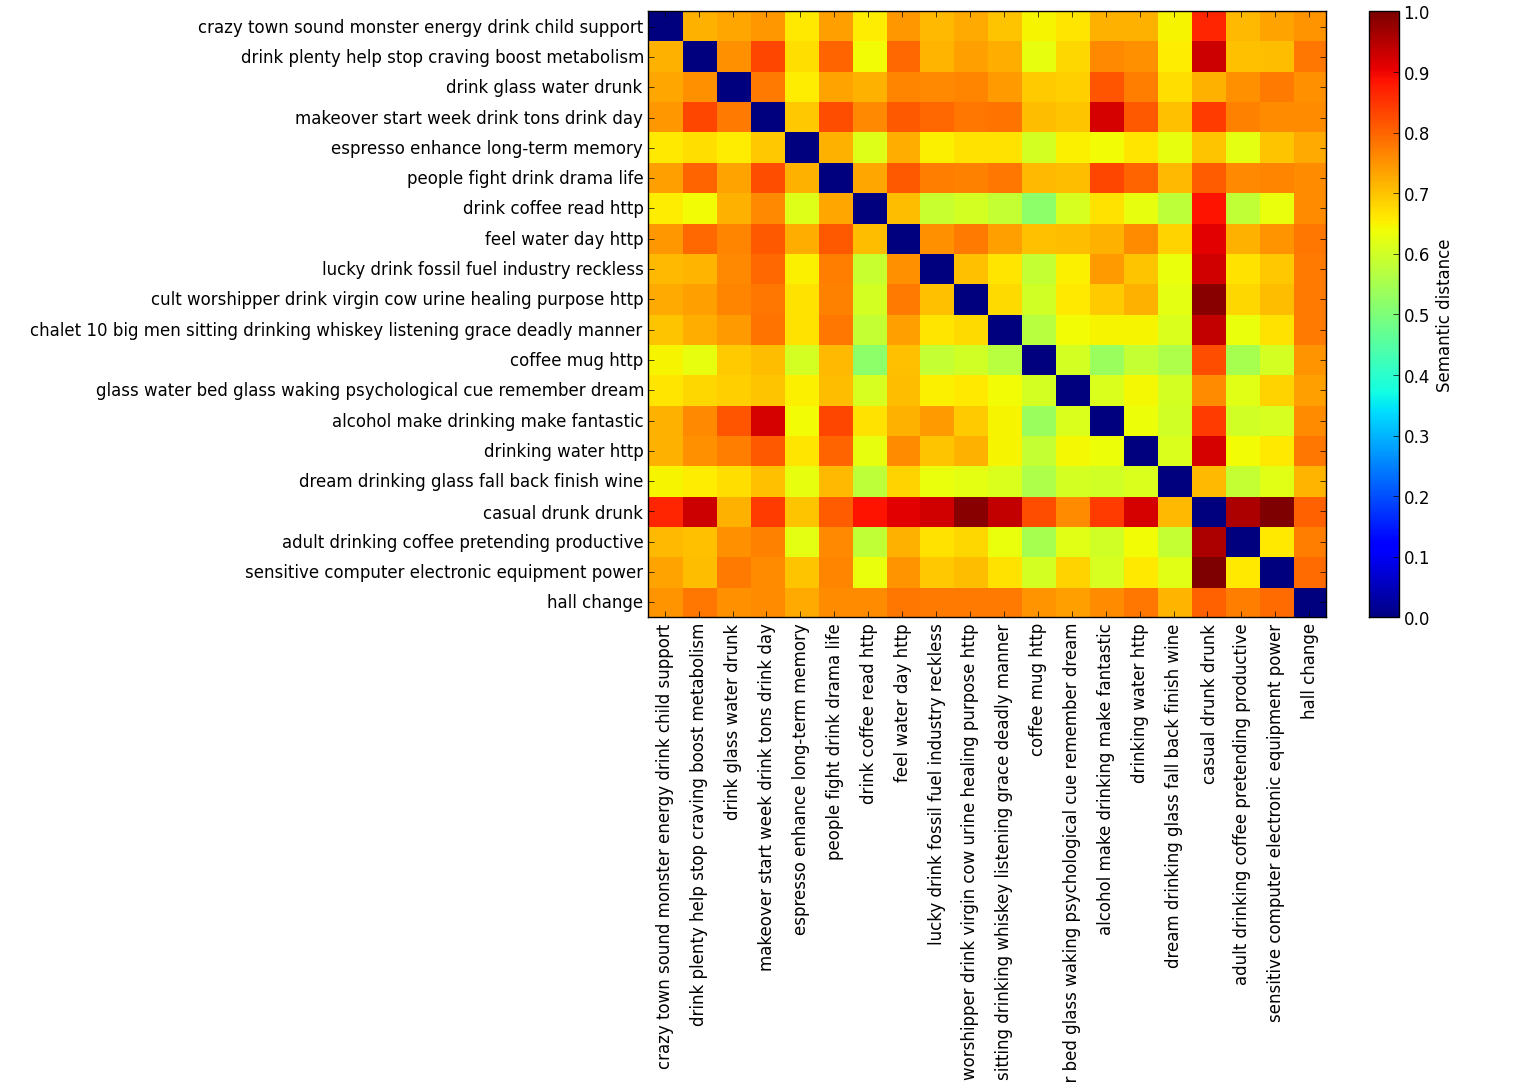 crazy town sound monster energy drink child support
drink plenty help stop craving boost metabolism
drink glass water drunk
makeover start week drink tons drink day
espresso enhance long-term memory
people fight drink drama life
drink coffee read http
feel water day http
lucky drink fossil fuel industry reckless
cult worshipper drink virgin cow urine healing purpose http
chalet 10 big men sitting drinking whiskey listening grace deadly manner
coffee mug http
glass water bed glass waking psychological cue remember dream
alcohol make drinking make fantastic
drinking water http
dream drinking glass fall back finish wine
casual drunk drunk
adult drinking coffee pretending productive
sensitive computer electronic equipment power
hall change
crazy town sound monster energy drink child support
drink plenty help stop craving boost metabolism
drink glass water drunk
makeover start week drink tons drink day
espresso enhance long-term memory
people fight drink drama life
drink coffee read http
feel water day http
lucky drink fossil fuel industry reckless
worshipper drink virgin cow urine healing purpose http
sitting drinking whiskey listening grace deadly manner
coffee mug http
r bed glass waking psychological cue remember dream
alcohol make drinking make fantastic
drinking water http
dream drinking glass fall back finish wine
casual drunk drunk
adult drinking coffee pretending productive
sensitive computer electronic equipment power
hall change
1.0
0.9
0.8
0.7
0.6
0.5
0.4
0.3
0.2
0.1
0.0
Semantic distance